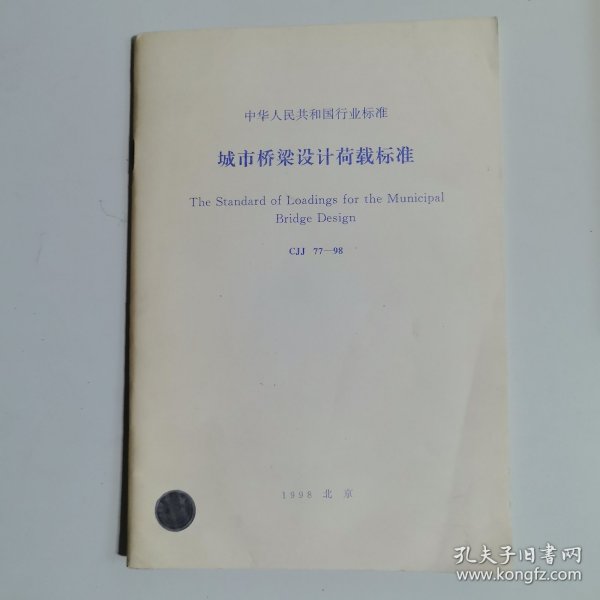 中华人民共和国行业标准
城市桥梁设计荷载标准
The Standard of Loadings for the Municipal
Bridge Design
CJJ 77—98
1998 北京
孔夫子旧书网
www.kongfz.com